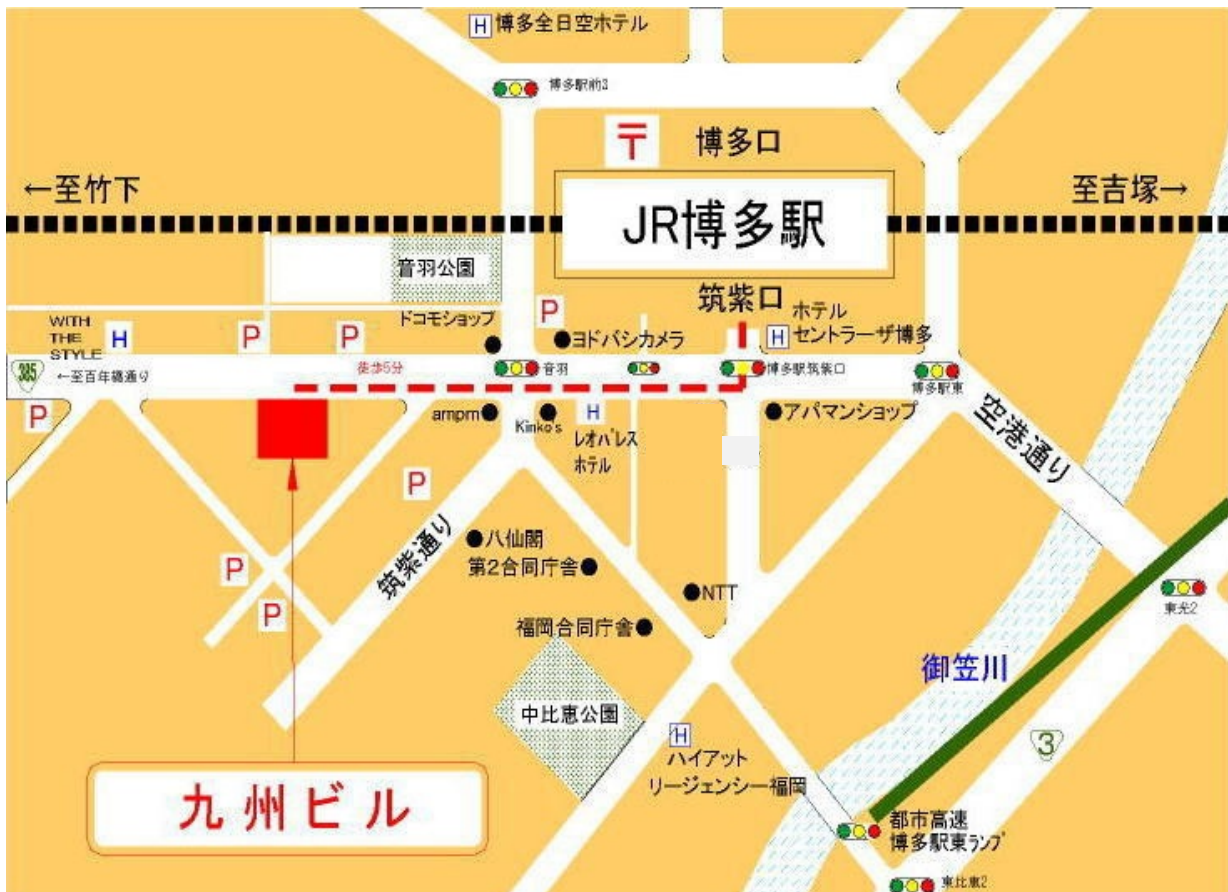 H 博多全日空ホテル
博多駅前3
〒 博多口
←至竹下
至吉塚→
JR博多駅
音羽公園
筑紫口
ドコモショップ
P
ヨドバシカメラ
H ホテル
セントラーザ博多
WITH
THE
STYLE
H
P
P
385
←至百年橋通り
徒歩5分
音羽
博多駅筑紫口
博多駅東
P
ampm
Kinko's
H
レオパレス
ホテル
アパマンショップ
空港通り
P
筑紫通り
八仙閣
第2合同庁舎
P
P
NTT
福岡合同庁舎
東光2
御笠川
中比恵公園
H
ハイアット
リージェンシー福岡
3
九州ビル
都市高速
博多駅東ランプ
東比恵2